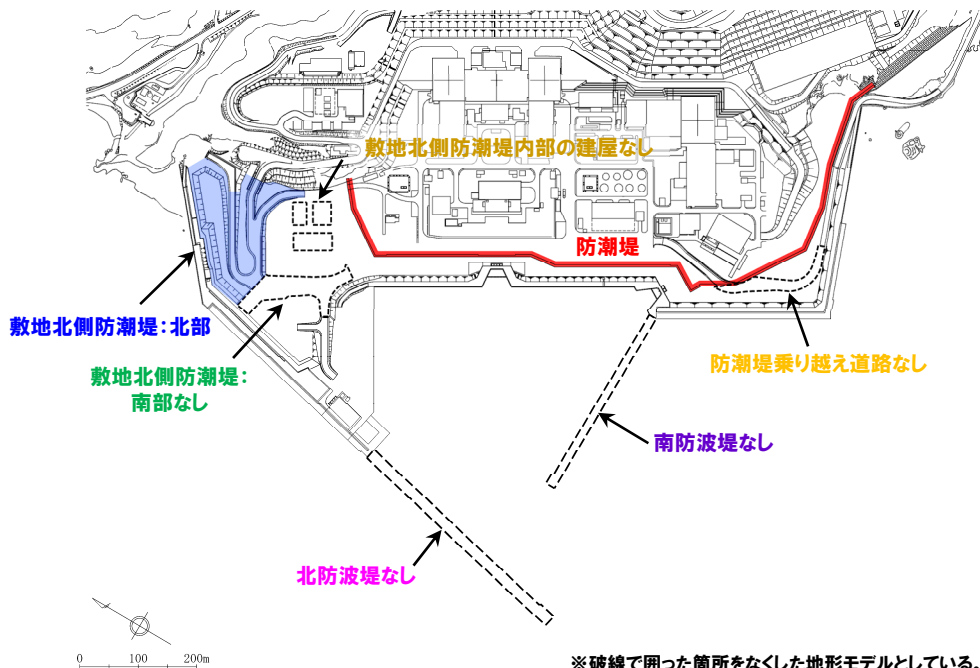 敷地北側防潮堤内部の建屋なし
防潮堤
敷地北側防潮堤:北部
敷地北側防潮堤:
南部なし
防潮堤乗り越え道路なし
南防波堤なし
北防波堤なし
0 100 200m
※破線で囲った箇所をなくした地形モデルとしている。